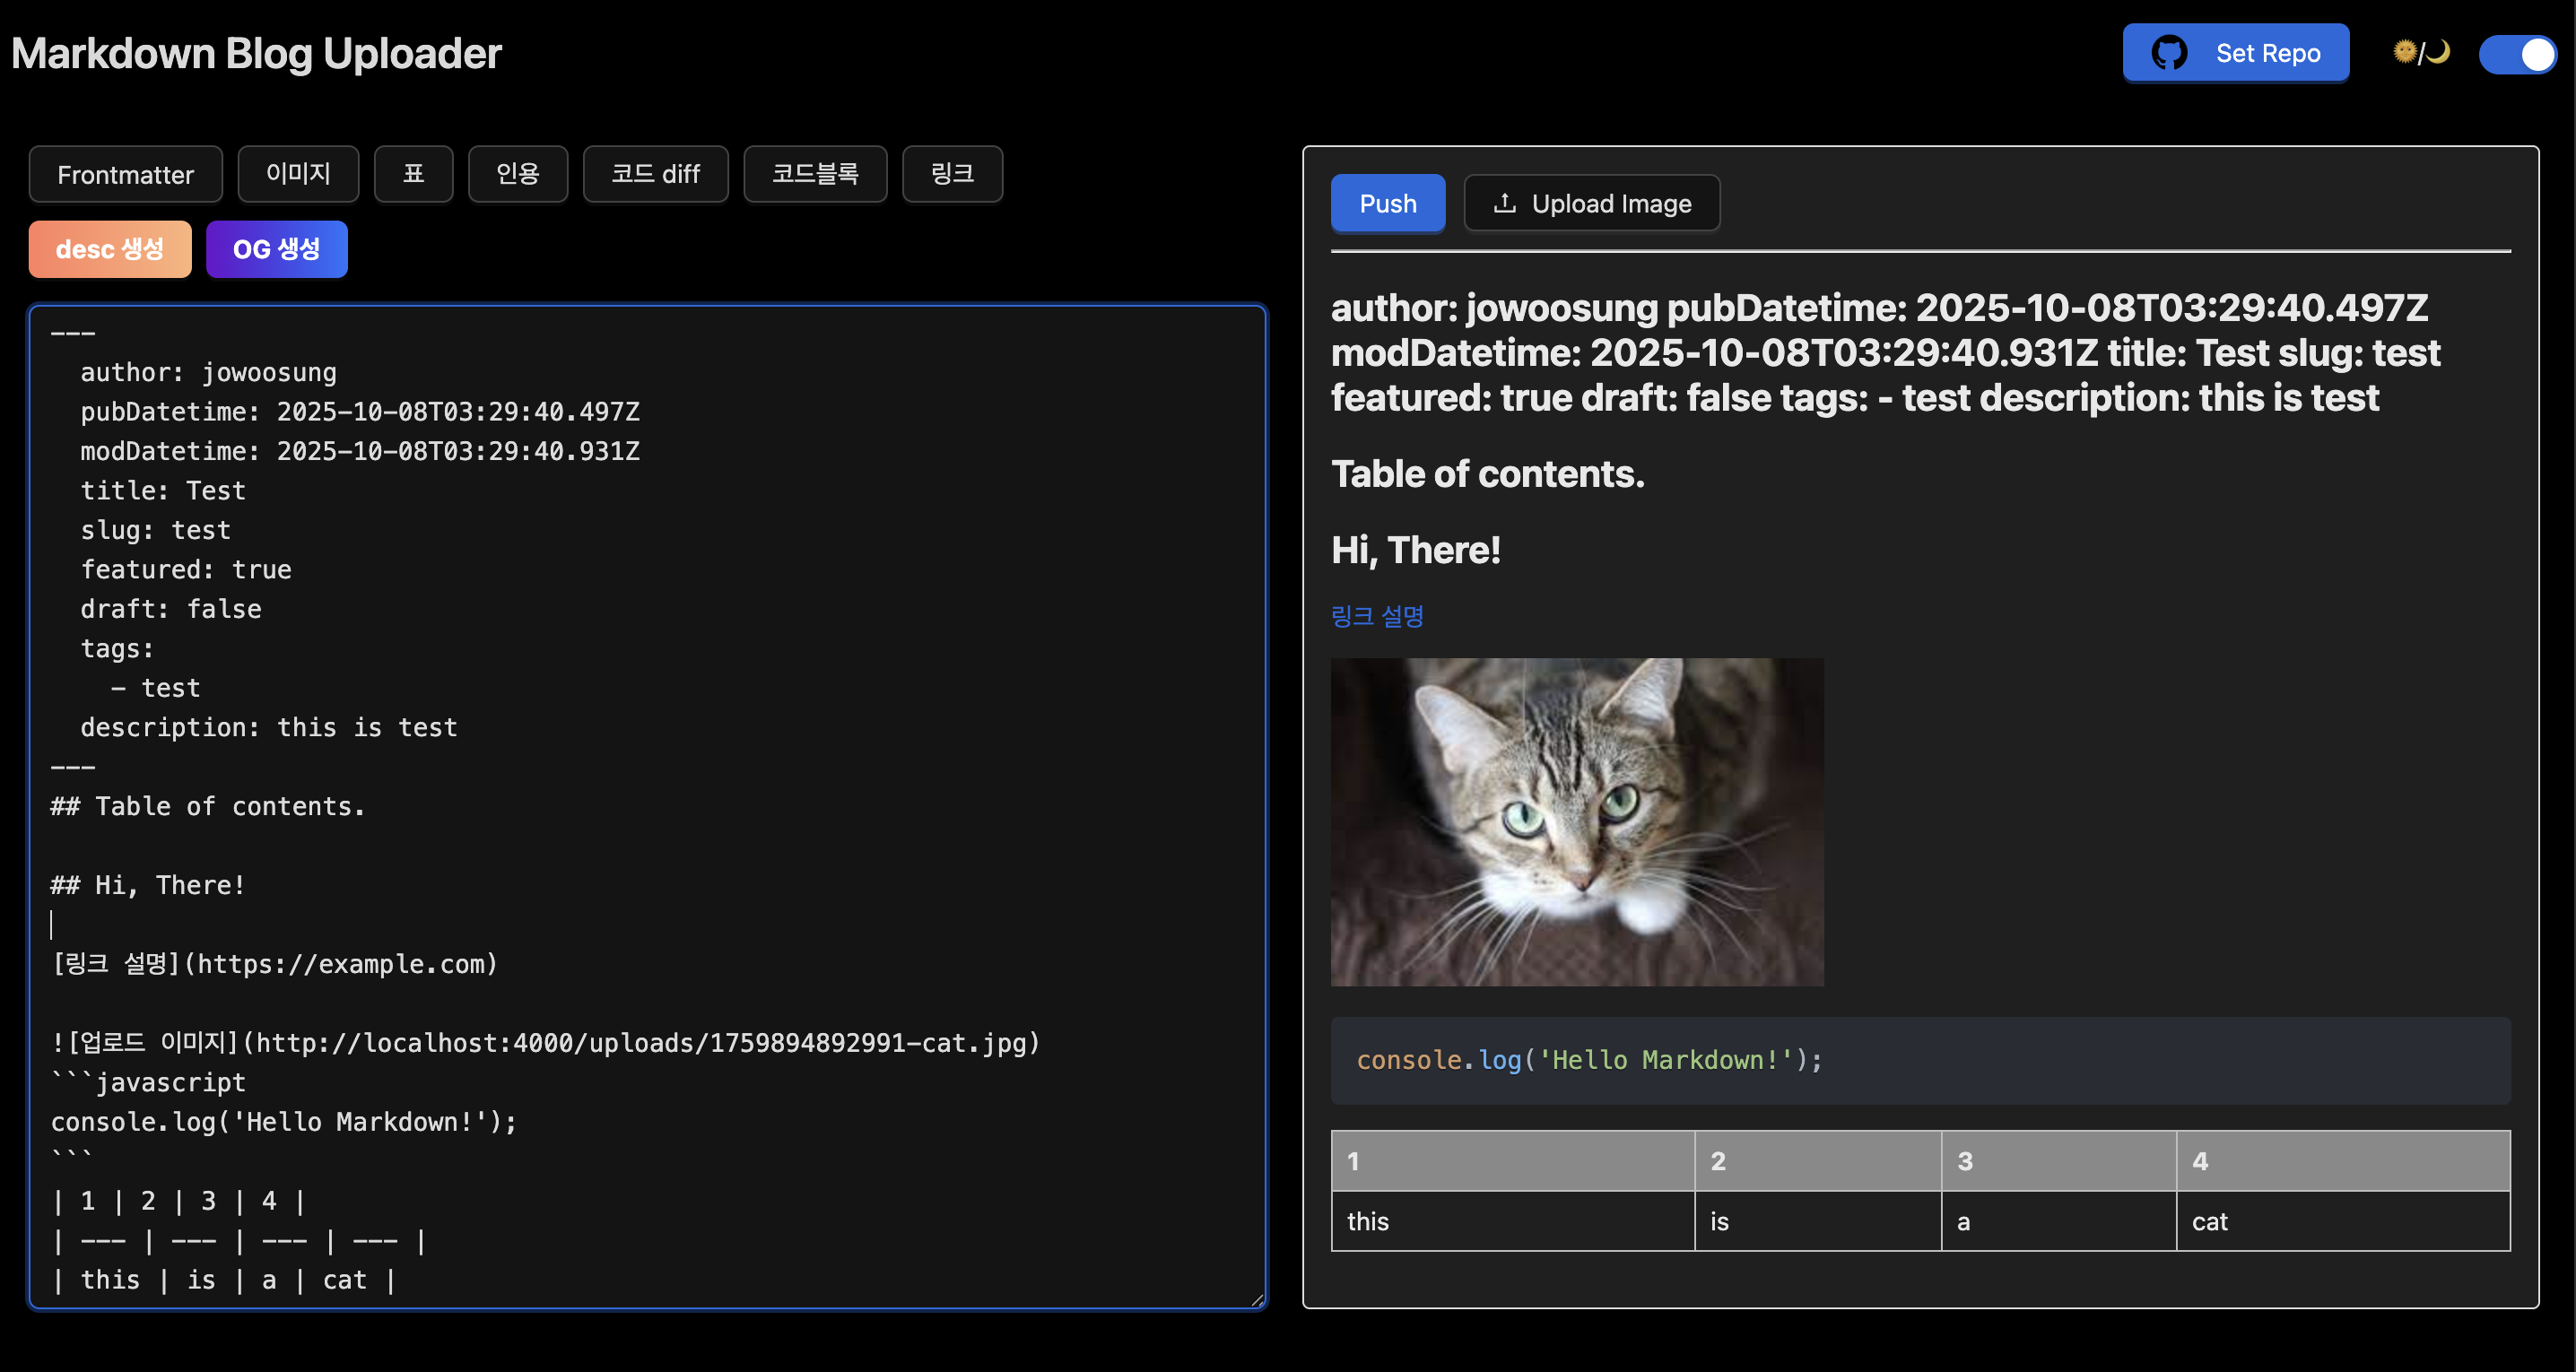 Markdown Blog Uploader
Set Repo
🌞/🌙
Frontmatter
이미지
표
인용
코드 diff
코드블록
링크
desc 생성
OG 생성
---
  author: jowoosung
  pubDatetime: 2025-10-08T03:29:40.497Z
  modDatetime: 2025-10-08T03:29:40.931Z
  title: Test
  slug: test
  featured: true
  draft: false
  tags:
    - test
  description: this is test
---
## Table of contents.
## Hi, There!
[링크 설명](https://example.com)
![업로드 이미지](http://localhost:4000/uploads/1759894892991-cat.jpg)
```javascript
console.log('Hello Markdown!');
```
| 1 | 2 | 3 | 4 |
| --- | --- | --- | --- |
| this | is | a | cat |
Push
Upload Image
author: jowoosung pubDatetime: 2025-10-08T03:29:40.497Z
modDatetime: 2025-10-08T03:29:40.931Z title: Test slug: test
featured: true draft: false tags: - test description: this is test
Table of contents.
Hi, There!
링크 설명
console.log('Hello Markdown!');
1 2 3 4
this is a cat